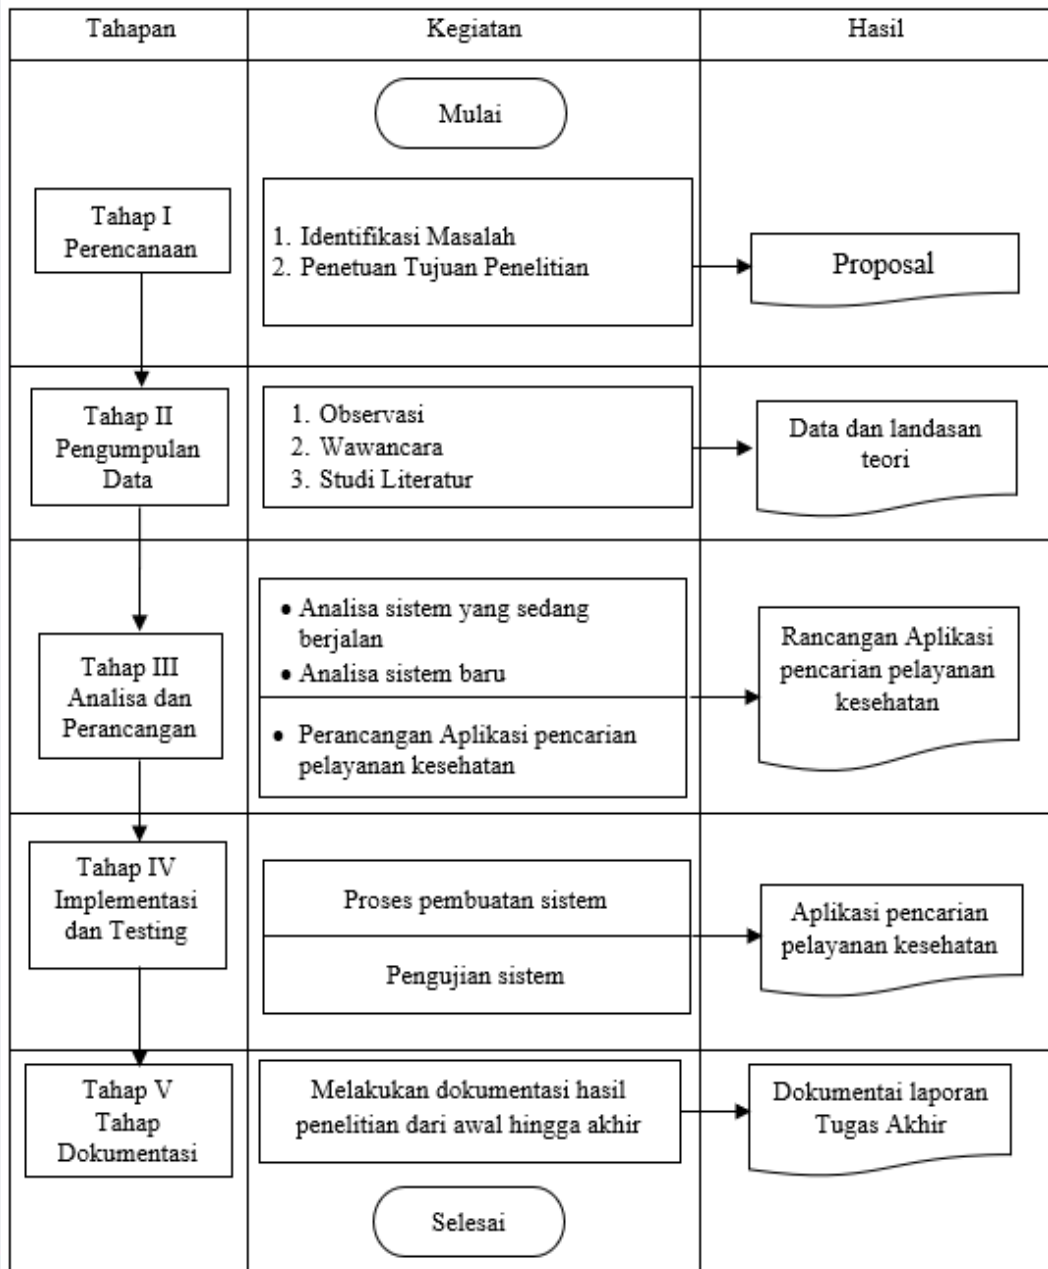 Tahapan
Kegiatan
Hasil
Mulai
Tahap I
Perencanaan
1. Identifikasi Masalah
2. Penetuan Tujuan Penelitian
Proposal
Tahap II
Pengumpulan
Data
1. Observasi
2. Wawancara
3. Studi Literatur
Data dan landasan
teori
Tahap III
Analisa dan
Perancangan
• Analisa sistem yang sedang
berjalan
• Analisa sistem baru
• Perancangan Aplikasi pencarian
pelayanan kesehatan
Rancangan Aplikasi
pencarian pelayanan
kesehatan
Tahap IV
Implementasi
dan Testing
Proses pembuatan sistem
Pengujian sistem
Aplikasi pencarian
pelayanan kesehatan
Tahap V
Tahap
Dokumentasi
Melakukan dokumentasi hasil
penelitian dari awal hingga akhir
Dokumentai laporan
Tugas Akhir
Selesai